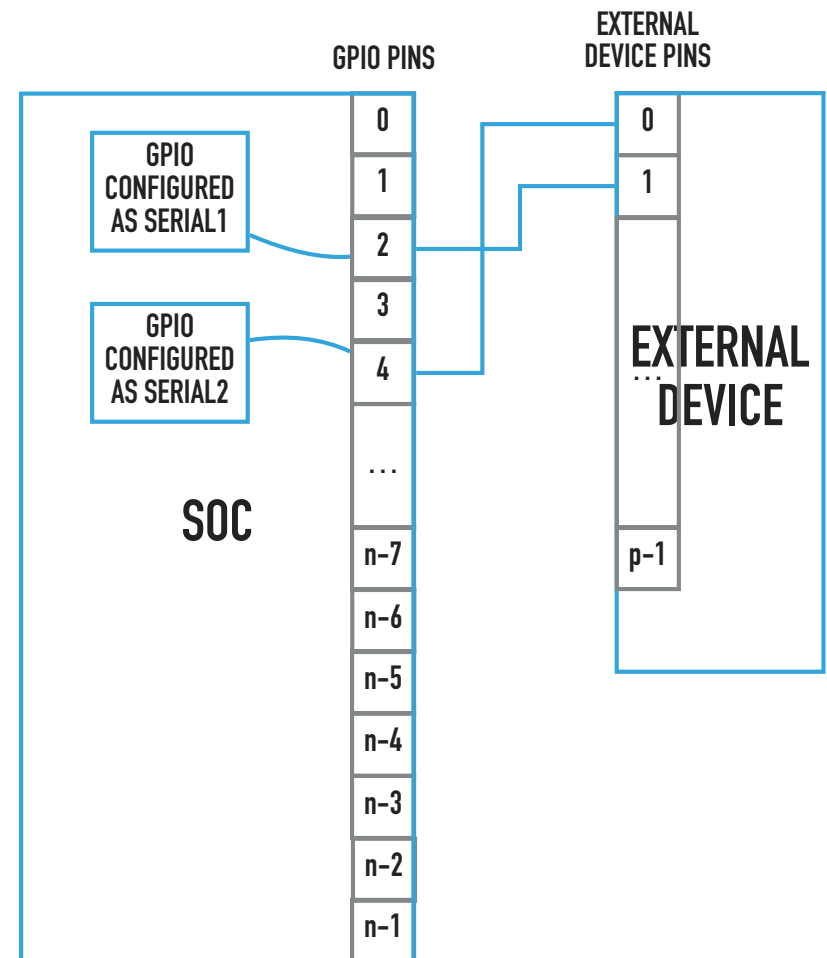 GPIO PINS
EXTERNAL
DEVICE PINS
GPIO
CONFIGURED
AS SERIAL1
GPIO
CONFIGURED
AS SERIAL2
SOC
0
1
2
3
4
...
n-7
n-6
n-5
n-4
n-3
n-2
n-1
0
1
...
p-1
EXTERNAL
DEVICE